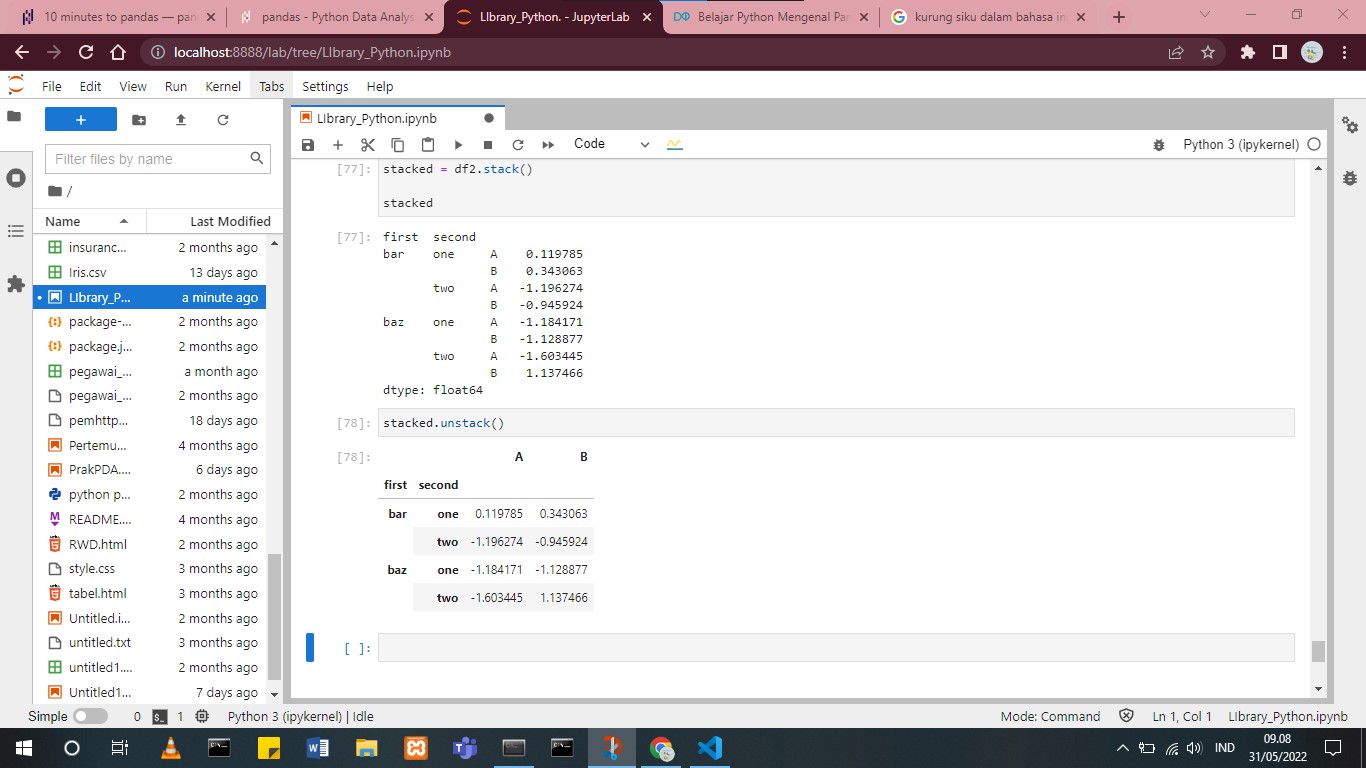 10 minutes to pandas — pan
pandas - Python Data Analys
LIbrary_Python. - JupyterLab
Belajar Python Mengenal Pan
kurung siku dalam bahasa in
localhost:8888/lab/tree/LIbrary_Python.ipynb
File Edit View Run Kernel Tabs Settings Help
LIbrary_Python.ipynb
Filter files by name
Code
Python 3 (ipykernel)
/
Name Last Modified
insuranc... 2 months ago
Iris.csv 13 days ago
LIbrary_P... a minute ago
package-... 2 months ago
package.j... 2 months ago
pegawai_... a month ago
pegawai_... 2 months ago
pemhttp... 18 days ago
Pertemu... 4 months ago
PrakPDA.... 6 days ago
python p... 2 months ago
README.... 4 months ago
RWD.html 2 months ago
style.css 3 months ago
tabel.html 3 months ago
Untitled.i... 2 months ago
untitled.txt 3 months ago
untitled1.... 2 months ago
Untitled1... 7 days ago
[77]: stacked = df2.stack()
stacked
[77]: first second
bar one A 0.119785
B 0.343063
two A -1.196274
B -0.945924
baz one A -1.184171
B -1.128877
two A -1.603445
B 1.137466
dtype: float64
[78]: stacked.unstack()
[78]: A B
first second
bar one 0.119785 0.343063
two -1.196274 -0.945924
baz one -1.184171 -1.128877
two -1.603445 1.137466
[ ]:
Simple 0 1 Python 3 (ipykernel) | Idle
Mode: Command Ln 1, Col 1 LIbrary_Python.ipynb
IND
09.08
31/05/2022